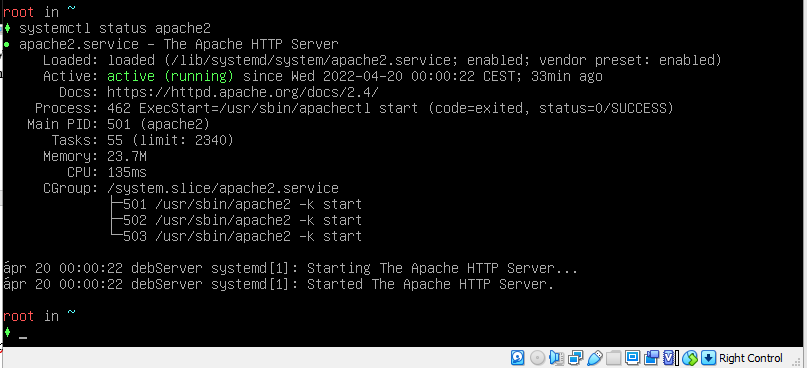 root in ~
♦ systemctl status apache2
● apache2.service - The Apache HTTP Server
Loaded: loaded (/lib/systemd/system/apache2.service; enabled; vendor preset: enabled)
Active: active (running) since Wed 2022-04-20 00:00:22 CEST; 33min ago
Docs: https://httpd.apache.org/docs/2.4/
Process: 462 ExecStart=/usr/sbin/apachectl start (code=exited, status=0/SUCCESS)
Main PID: 501 (apache2)
Tasks: 55 (limit: 2340)
Memory: 23.7M
CPU: 135ms
CGroup: /system.slice/apache2.service
├─501 /usr/sbin/apache2 -k start
├─502 /usr/sbin/apache2 -k start
└─503 /usr/sbin/apache2 -k start
ápr 20 00:00:22 debServer systemd[1]: Starting The Apache HTTP Server...
ápr 20 00:00:22 debServer systemd[1]: Started The Apache HTTP Server.
root in ~
♦ _
Right Control